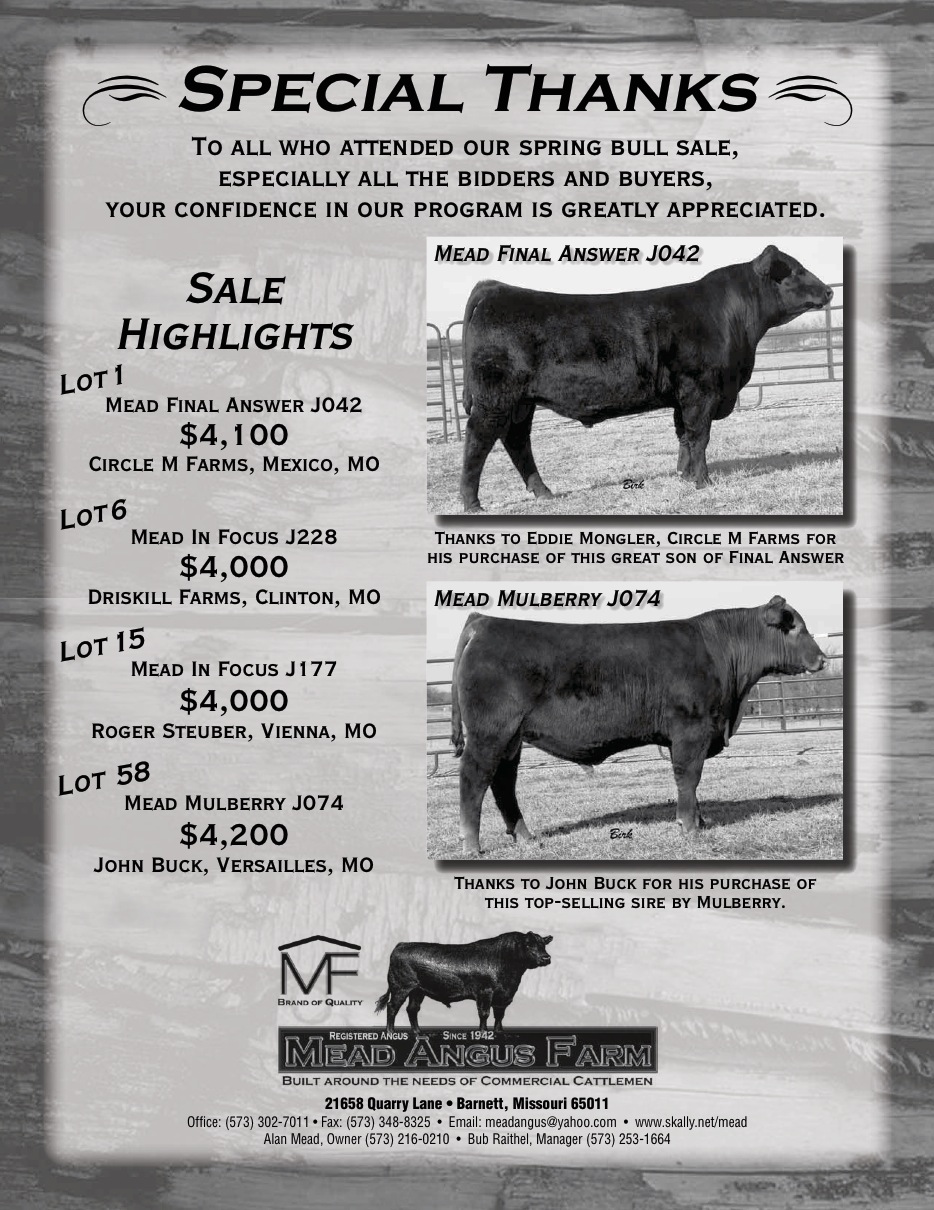 SPECIAL THANKS
TO ALL WHO ATTENDED OUR SPRING BULL SALE,
ESPECIALLY ALL THE BIDDERS AND BUYERS,
YOUR CONFIDENCE IN OUR PROGRAM IS GREATLY APPRECIATED.
SALE
HIGHLIGHTS
LOT 1
MEAD FINAL ANSWER J042
$4,100
CIRCLE M FARMS, MEXICO, MO
LOT 6
MEAD IN FOCUS J228
$4,000
DRISKILL FARMS, CLINTON, MO
LOT 15
MEAD IN FOCUS J177
$4,000
ROGER STEUBER, VIENNA, MO
LOT 58
MEAD MULBERRY J074
$4,200
JOHN BUCK, VERSAILLES, MO
MEAD FINAL ANSWER J042
Birk
THANKS TO EDDIE MONGLER, CIRCLE M FARMS FOR
HIS PURCHASE OF THIS GREAT SON OF FINAL ANSWER
MEAD MULBERRY J074
Birk
THANKS TO JOHN BUCK FOR HIS PURCHASE OF
THIS TOP-SELLING SIRE BY MULBERRY.
MF
BRAND OF QUALITY
REGISTERED ANGUS SINCE 1942
MEAD ANGUS FARM
BUILT AROUND THE NEEDS OF COMMERCIAL CATTLEMEN
21658 Quarry Lane • Barnett, Missouri 65011
Office: (573) 302-7011 • Fax: (573) 348-8325 • Email: meadangus@yahoo.com • www.skally.net/mead
Alan Mead, Owner (573) 216-0210 • Bub Raithel, Manager (573) 253-1664